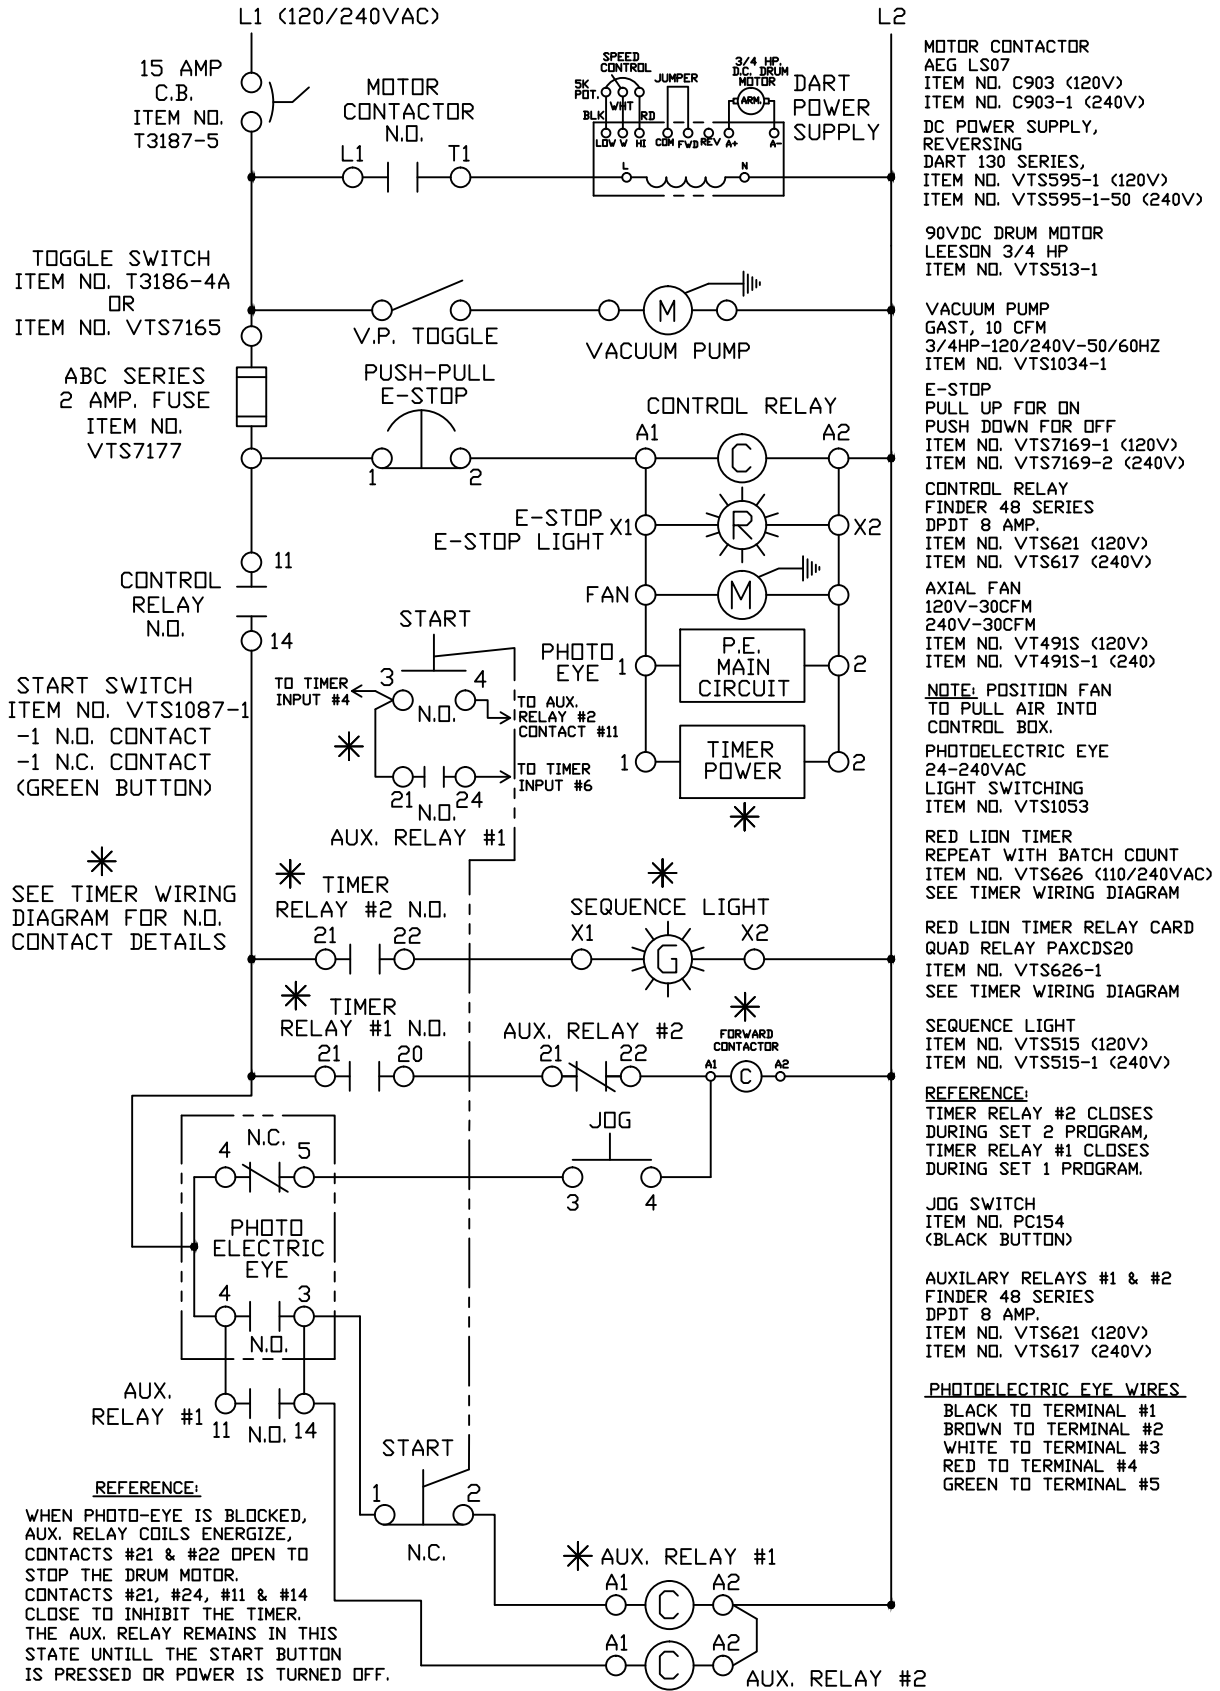 L1 (120/240VAC)
L2
15 AMP
C.B.
ITEM NO.
T3187-5
MOTOR
CONTACTOR
N.O.
L1
T1
SPEED
CONTROL
5K
POT.
WHT
BLK
RD
JUMPER
3/4 HP.
D.C. DRUM
MOTOR
ARM.
LOW W HI COM FWD REV A+ A-
L
N
DART
POWER
SUPPLY
TOGGLE SWITCH
ITEM NO. T3186-4A
OR
ITEM NO. VTS7165
V.P. TOGGLE
M
VACUUM PUMP
ABC SERIES
2 AMP. FUSE
ITEM NO.
VTS7177
PUSH-PULL
E-STOP
1
2
CONTROL RELAY
A1
A2
C
E-STOP
E-STOP LIGHT
X1
R
X2
FAN
M
PHOTO
EYE
1
P.E.
MAIN
CIRCUIT
2
1
TIMER
POWER
2
11
CONTROL
RELAY
N.O.
14
START
3
4
TO TIMER
INPUT #4
N.O.
TO AUX.
RELAY #2
CONTACT #11
21
24
N.O.
TO TIMER
INPUT #6
AUX. RELAY #1
START SWITCH
ITEM NO. VTS1087-1
-1 N.O. CONTACT
-1 N.C. CONTACT
(GREEN BUTTON)
SEE TIMER WIRING
DIAGRAM FOR N.O.
CONTACT DETAILS
TIMER
RELAY #2 N.O.
21
22
SEQUENCE LIGHT
X1
G
X2
TIMER
RELAY #1 N.O.
21
20
AUX. RELAY #2
21
22
FORWARD
CONTACTOR
A1
C
A2
JOG
3
4
N.C.
4
5
PHOTO
ELECTRIC
EYE
4
3
N.O.
AUX.
RELAY #1
11
N.O.
14
START
1
2
N.C.
AUX. RELAY #1
A1
C
A2
A1
C
A2
AUX. RELAY #2
REFERENCE:
WHEN PHOTO-EYE IS BLOCKED,
AUX. RELAY COILS ENERGIZE,
CONTACTS #21 & #22 OPEN TO
STOP THE DRUM MOTOR.
CONTACTS #21, #24, #11 & #14
CLOSE TO INHIBIT THE TIMER.
THE AUX. RELAY REMAINS IN THIS
STATE UNTILL THE START BUTTON
IS PRESSED OR POWER IS TURNED OFF.
MOTOR CONTACTOR
AEG LS07
ITEM NO. C903 (120V)
ITEM NO. C903-1 (240V)
DC POWER SUPPLY,
REVERSING
DART 130 SERIES,
ITEM NO. VTS595-1 (120V)
ITEM NO. VTS595-1-50 (240V)
90VDC DRUM MOTOR
LEESON 3/4 HP
ITEM NO. VTS513-1
VACUUM PUMP
GAST, 10 CFM
3/4HP-120/240V-50/60HZ
ITEM NO. VTS1034-1
E-STOP
PULL UP FOR ON
PUSH DOWN FOR OFF
ITEM NO. VTS7169-1 (120V)
ITEM NO. VTS7169-2 (240V)
CONTROL RELAY
FINDER 48 SERIES
DPDT 8 AMP.
ITEM NO. VTS621 (120V)
ITEM NO. VTS617 (240V)
AXIAL FAN
120V-30CFM
240V-30CFM
ITEM NO. VT491S (120V)
ITEM NO. VT491S-1 (240)
NOTE: POSITION FAN
TO PULL AIR INTO
CONTROL BOX.
PHOTOELECTRIC EYE
24-240VAC
LIGHT SWITCHING
ITEM NO. VTS1053
RED LION TIMER
REPEAT WITH BATCH COUNT
ITEM NO. VTS626 (110/240VAC)
SEE TIMER WIRING DIAGRAM
RED LION TIMER RELAY CARD
QUAD RELAY PAXCDS20
ITEM NO. VTS626-1
SEE TIMER WIRING DIAGRAM
SEQUENCE LIGHT
ITEM NO. VTS515 (120V)
ITEM NO. VTS515-1 (240V)
REFERENCE:
TIMER RELAY #2 CLOSES
DURING SET 2 PROGRAM,
TIMER RELAY #1 CLOSES
DURING SET 1 PROGRAM.
JOG SWITCH
ITEM NO. PC154
(BLACK BUTTON)
AUXILARY RELAYS #1 & #2
FINDER 48 SERIES
DPDT 8 AMP.
ITEM NO. VTS621 (120V)
ITEM NO. VTS617 (240V)
PHOTOELECTRIC EYE WIRES
BLACK TO TERMINAL #1
BROWN TO TERMINAL #2
WHITE TO TERMINAL #3
RED TO TERMINAL #4
GREEN TO TERMINAL #5